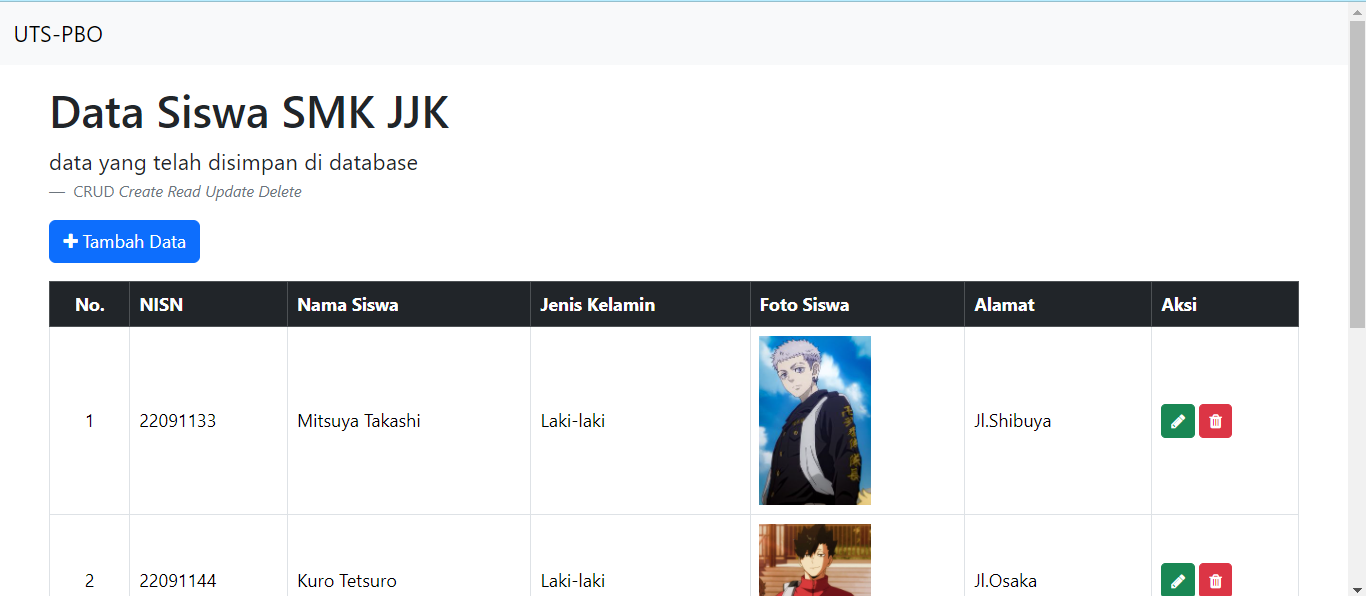 UTS-PBO
Data Siswa SMK JJK
data yang telah disimpan di database
— CRUD Create Read Update Delete
Tambah Data
No. NISN Nama Siswa Jenis Kelamin Foto Siswa Alamat Aksi
1 22091133 Mitsuya Takashi Laki-laki Jl.Shibuya
2 22091144 Kuro Tetsuro Laki-laki Jl.Osaka